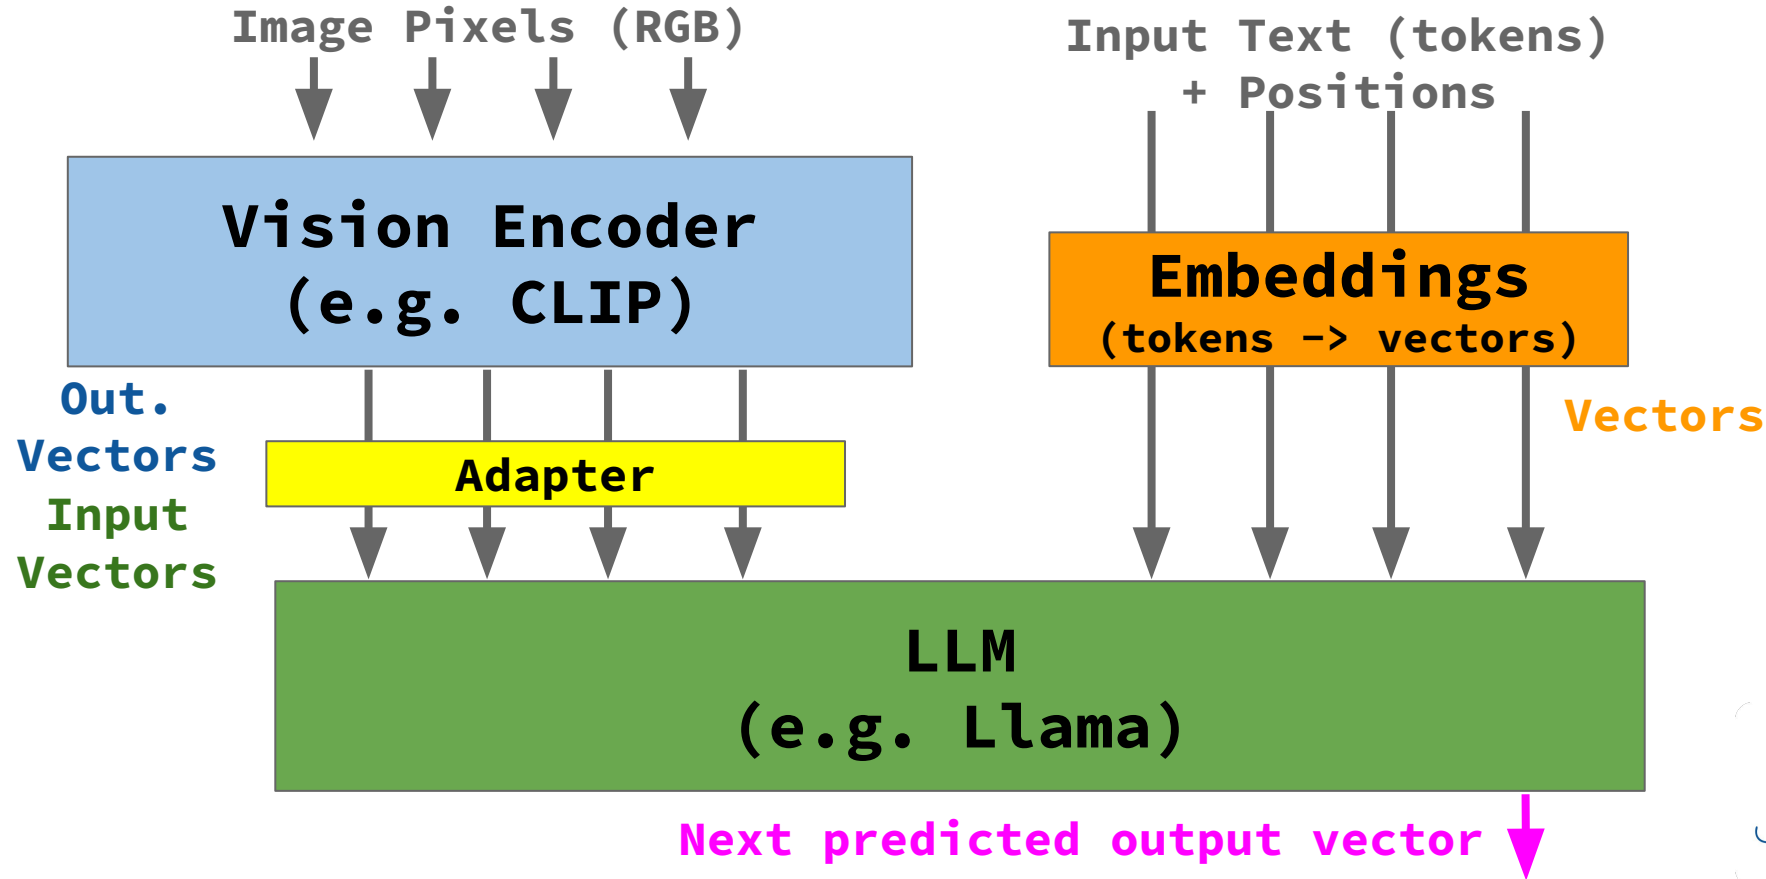 Image Pixels (RGB)
Input Text (tokens)
+ Positions
Vision Encoder
(e.g. CLIP)
Embeddings
(tokens -> vectors)
Out.
Vectors
Vectors
Adapter
Input
Vectors
LLM
(e.g. Llama)
Next predicted output vector